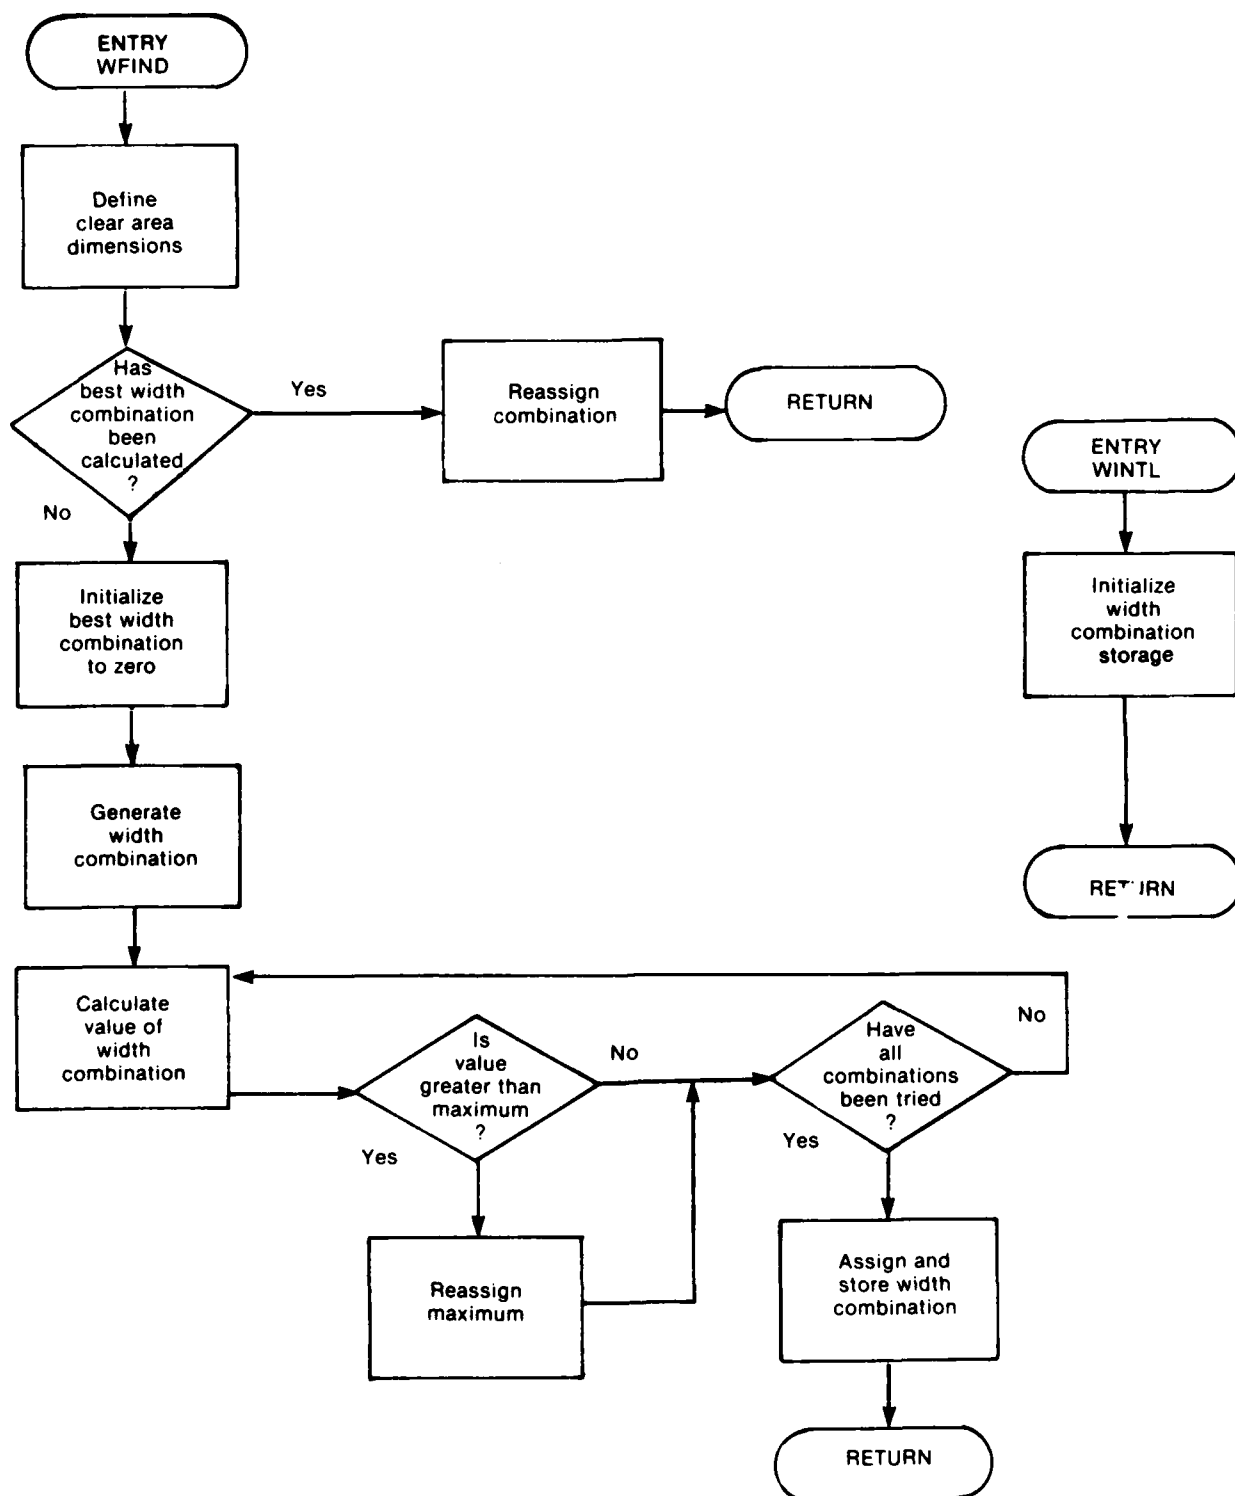 ENTRY
WFIND
Define
clear area
dimensions
Has
best width
combination
been
calculated
?
Yes
No
Reassign
combination
RETURN
ENTRY
WINTL
Initialize
width
combination
storage
RETURN
Initialize
best width
combination
to zero
Generate
width
combination
Calculate
value of
width
combination
Is
value
greater than
maximum
?
No
Yes
Reassign
maximum
Have
all
combinations
been tried
?
No
Yes
Assign and
store width
combination
RETURN